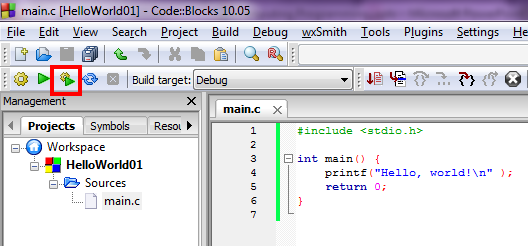 main.c [HelloWorld01] - Code::Blocks 10.05
File Edit View Search Project Build Debug wxSmith Tools Plugins
Build target: Debug
Management
Projects Symbols Resou
Workspace
HelloWorld01
Sources
main.c
main.c
1 #include <stdio.h>
2
3 int main() {
4 printf("Hello, world!\n" );
5 return 0;
6 }
7